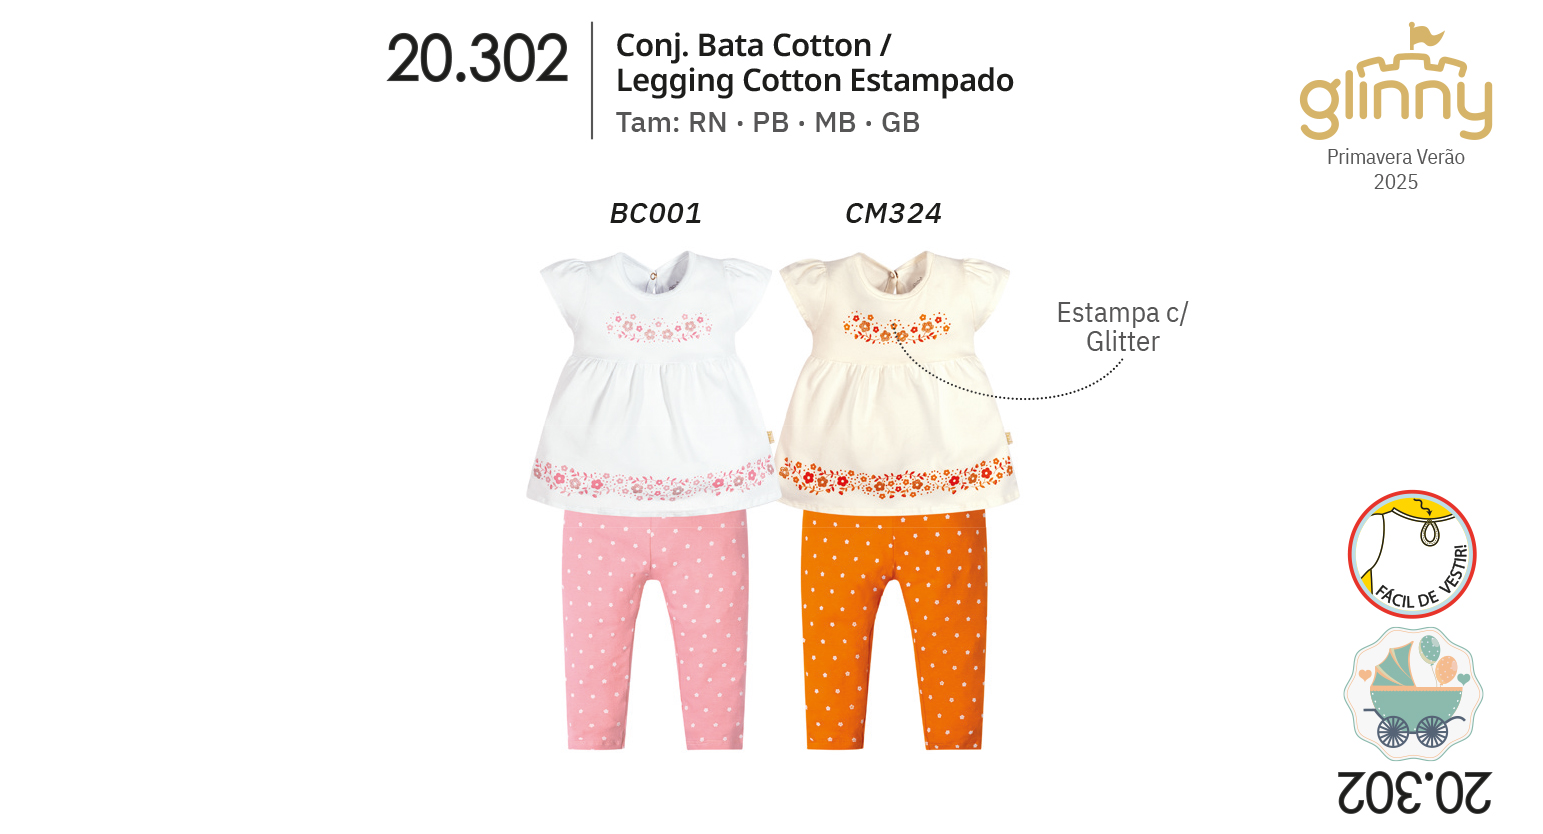 20.302
Conj. Bata Cotton /
Legging Cotton Estampado
Tam: RN · PB · MB · GB
glinny
Primavera Verão
2025
BC001
CM324
Estampa c/
Glitter
FÁCIL DE VESTIR!
20.302